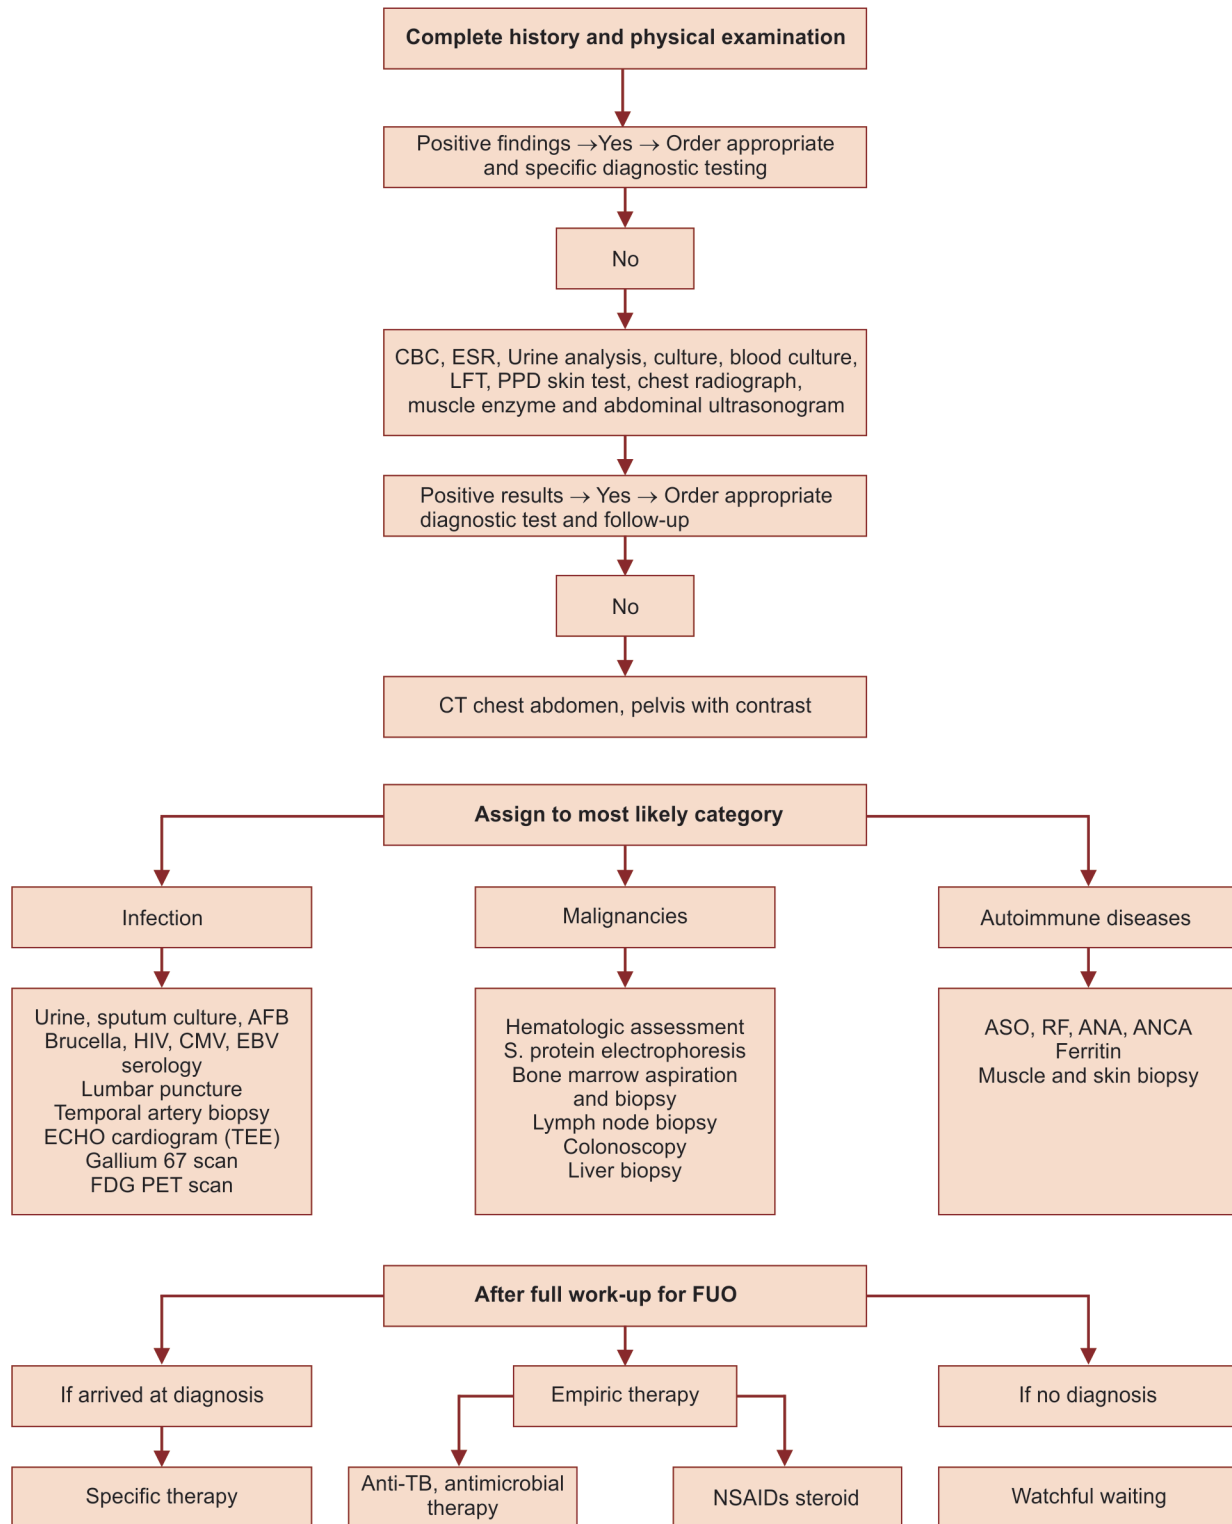 Complete history and physical examination
Positive findings →Yes → Order appropriate
and specific diagnostic testing
No
CBC, ESR, Urine analysis, culture, blood culture,
LFT, PPD skin test, chest radiograph,
muscle enzyme and abdominal ultrasonogram
Positive results → Yes → Order appropriate
diagnostic test and follow-up
No
CT chest abdomen, pelvis with contrast
Assign to most likely category
Infection
Malignancies
Autoimmune diseases
Urine, sputum culture, AFB
Brucella, HIV, CMV, EBV
serology
Lumbar puncture
Temporal artery biopsy
ECHO cardiogram (TEE)
Gallium 67 scan
FDG PET scan
Hematologic assessment
S. protein electrophoresis
Bone marrow aspiration
and biopsy
Lymph node biopsy
Colonoscopy
Liver biopsy
ASO, RF, ANA, ANCA
Ferritin
Muscle and skin biopsy
After full work-up for FUO
If arrived at diagnosis
Empiric therapy
If no diagnosis
Specific therapy
Anti-TB, antimicrobial
therapy
NSAIDs steroid
Watchful waiting